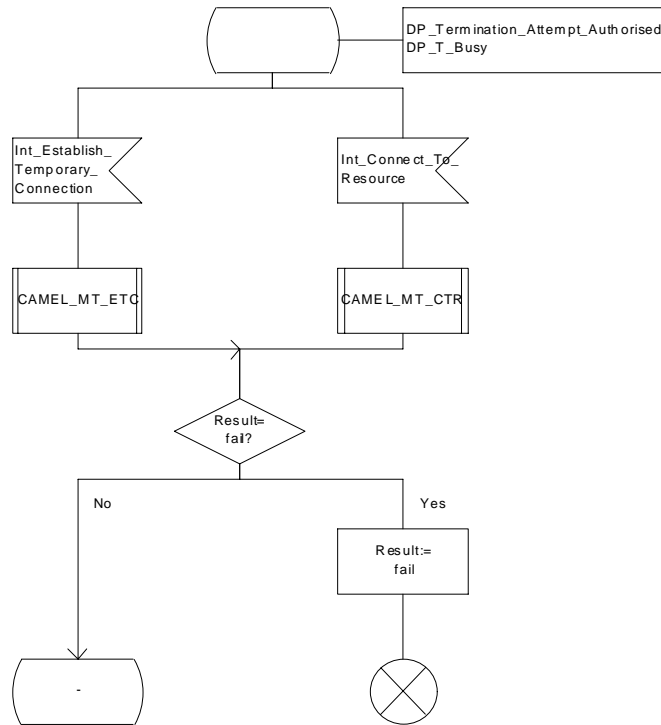 DP_Termination_Attempt_Authorised
DP_T_Busy
Int_Establish_
Temporary_
Connection
Int_Connect_To_
Resource
CAMEL_MT_ETC
CAMEL_MT_CTR
Result=
fail?
No
Yes
Result:=
fail
-